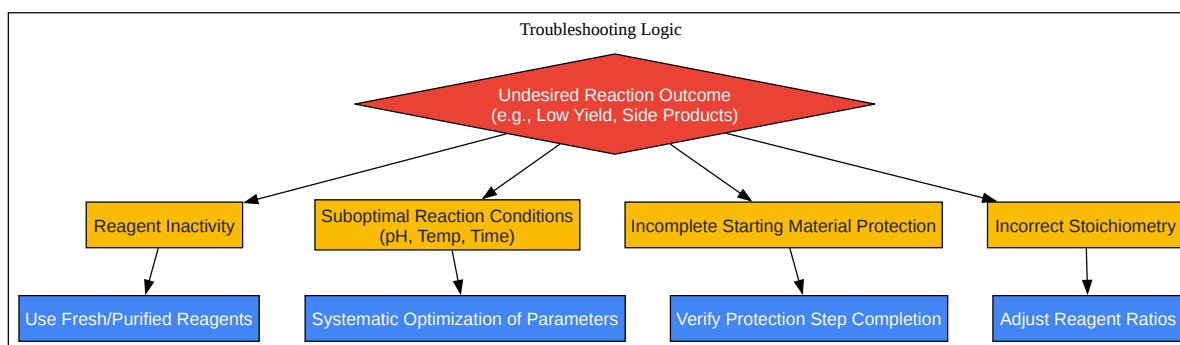 Troubleshooting Logic
Undesired Reaction Outcome
(e.g., Low Yield, Side Products)
Reagent Inactivity
Suboptimal Reaction Conditions
(pH, Temp, Time)
Incomplete Starting Material Protection
Incorrect Stoichiometry
Use Fresh/Purified Reagents
Systematic Optimization of Parameters
Verify Protection Step Completion
Adjust Reagent Ratios